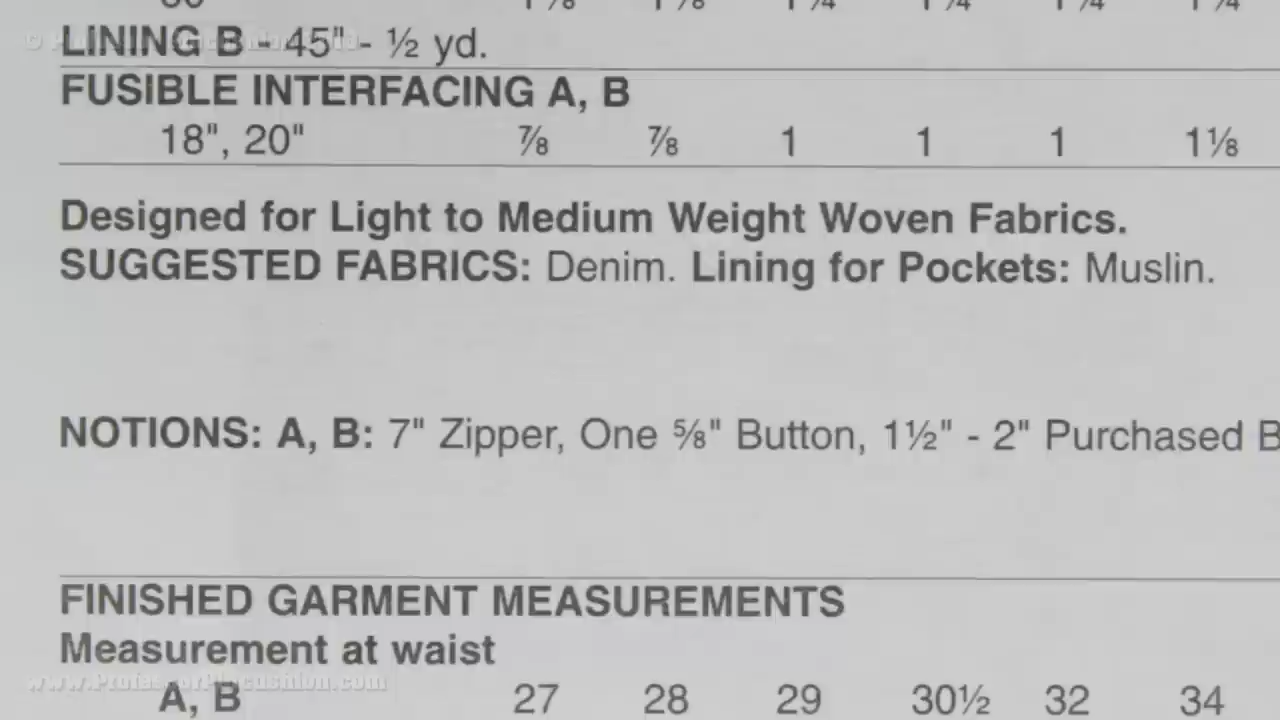 LINING B - 45" - ½ yd.
FUSIBLE INTERFACING A, B
18", 20" ⅞ ⅞ 1 1 1 1⅛
Designed for Light to Medium Weight Woven Fabrics.
SUGGESTED FABRICS: Denim. Lining for Pockets: Muslin.
NOTIONS: A, B: 7" Zipper, One ⅝" Button, 1½" - 2" Purchased B
FINISHED GARMENT MEASUREMENTS
Measurement at waist
A, B 27 28 29 30½ 32 34